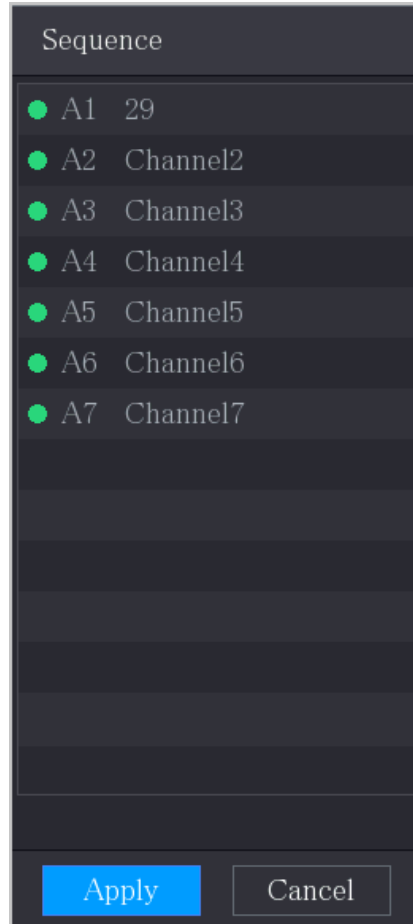 Sequence
A1 29
A2 Channel2
A3 Channel3
A4 Channel4
A5 Channel5
A6 Channel6
A7 Channel7
Apply Cancel